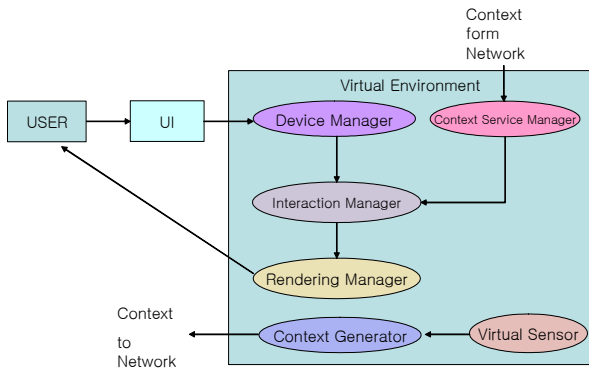 Context
form
Network
Virtual Environment
USER
UI
Device Manager
Context Service Manager
Interaction Manager
Rendering Manager
Context
to
Network
Context Generator
Virtual Sensor